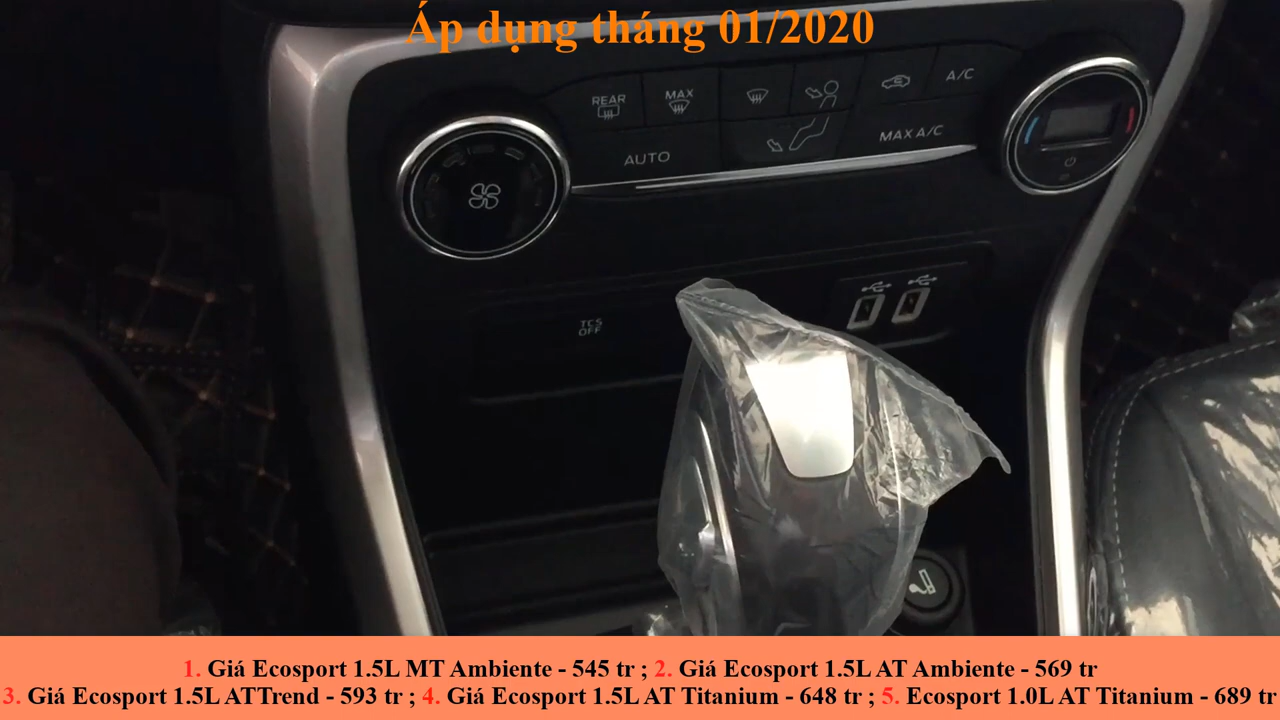 Áp dụng tháng 01/2020
REAR
MAX
A/C
AUTO
MAX A/C
TCS
OFF
1. Giá Ecosport 1.5L MT Ambiente - 545 tr ; 2. Giá Ecosport 1.5L AT Ambiente - 569 tr
3. Giá Ecosport 1.5L ATTrend - 593 tr ; 4. Giá Ecosport 1.5L AT Titanium - 648 tr ; 5. Ecosport 1.0L AT Titanium - 689 tr